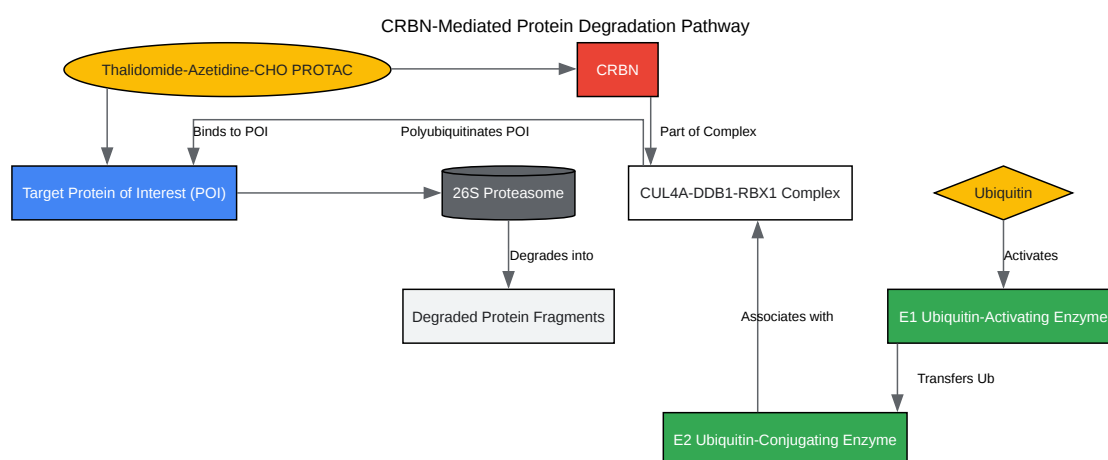 CRBN-Mediated Protein Degradation Pathway
Thalidomide-Azetidine-CHO PROTAC
CRBN
Binds to POI
Polyubiquitinates POI
Part of Complex
Target Protein of Interest (POI)
26S Proteasome
CUL4A-DDB1-RBX1 Complex
Ubiquitin
Degrades into
Activates
Degraded Protein Fragments
Associates with
E1 Ubiquitin-Activating Enzyme
Transfers Ub
E2 Ubiquitin-Conjugating Enzyme